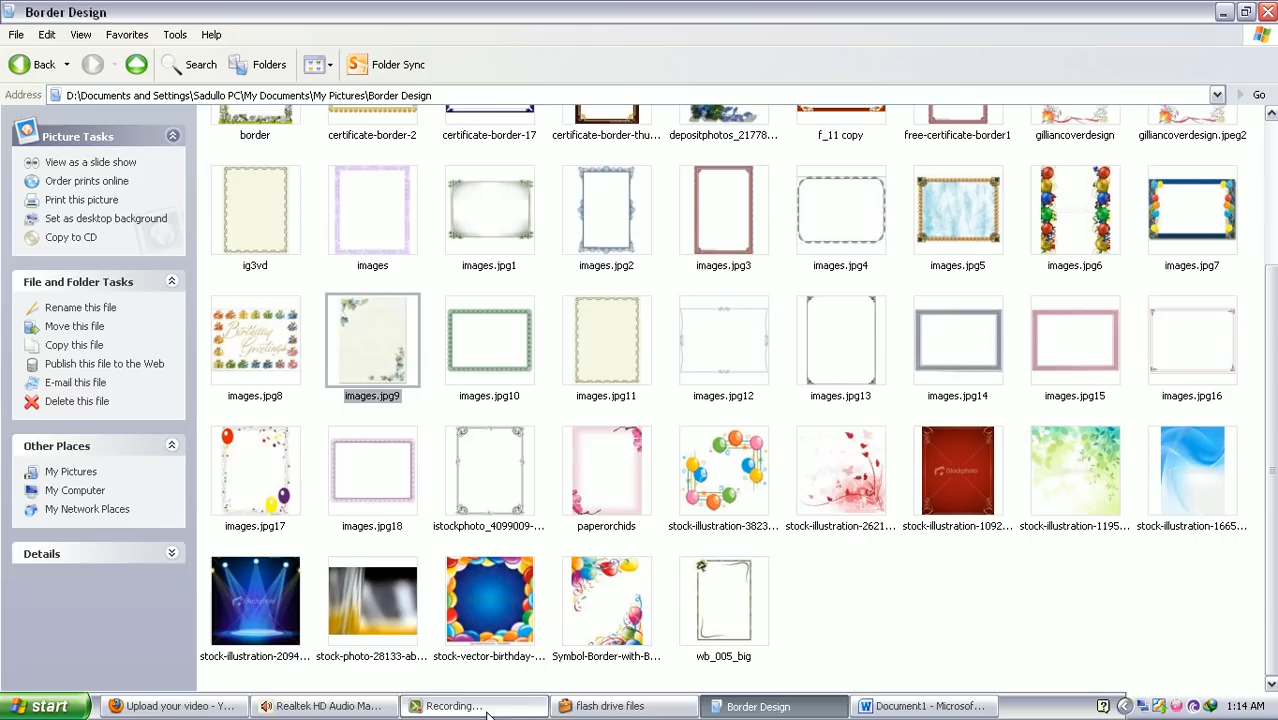 Border Design
File Edit View Favorites Tools Help
Back Search Folders Folder Sync
Address D:\Documents and Settings\Sadullo PC\My Documents\My Pictures\Border Design Go
Picture Tasks
View as a slide show
Order prints online
Print this picture
Set as desktop background
Copy to CD
File and Folder Tasks
Rename this file
Move this file
Copy this file
Publish this file to the Web
E-mail this file
Delete this file
Other Places
My Pictures
My Computer
My Network Places
Details
border certificate-border-2 certificate-border-17 certificate-border-thu... depositphotos_21778... f_11 copy free-certificate-border1 gilliancoverdesign gilliancoverdesign.jpeg2
ig3vd images images.jpg1 images.jpg2 images.jpg3 images.jpg4 images.jpg5 images.jpg6 images.jpg7
Birthday
Greetings
images.jpg8 images.jpg9 images.jpg10 images.jpg11 images.jpg12 images.jpg13 images.jpg14 images.jpg15 images.jpg16
iStockphoto
images.jpg17 images.jpg18 istockphoto_4099009-... paperorchids stock-illustration-3823... stock-illustration-2621... stock-illustration-1092... stock-illustration-1195... stock-illustration-1665...
iStockphoto
stock-illustration-2094... stock-photo-28133-ab... stock-vector-birthday-... Symbol-Border-with-B... wb_005_big
start Upload your video - Y... Realtek HD Audio Ma... Recording... flash drive files Border Design Document1 - Microsof... 1:14 AM